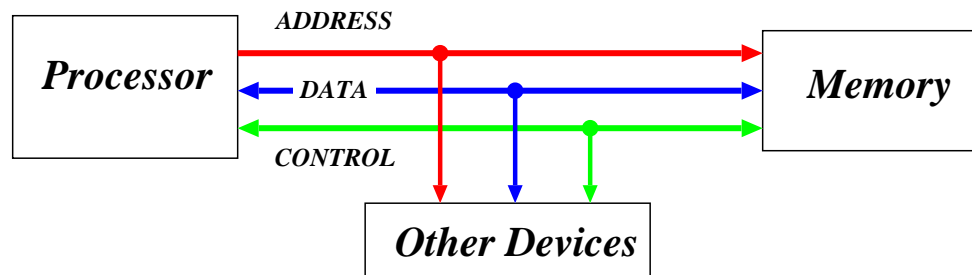 ADDRESS
Processor
DATA
Memory
CONTROL
Other Devices